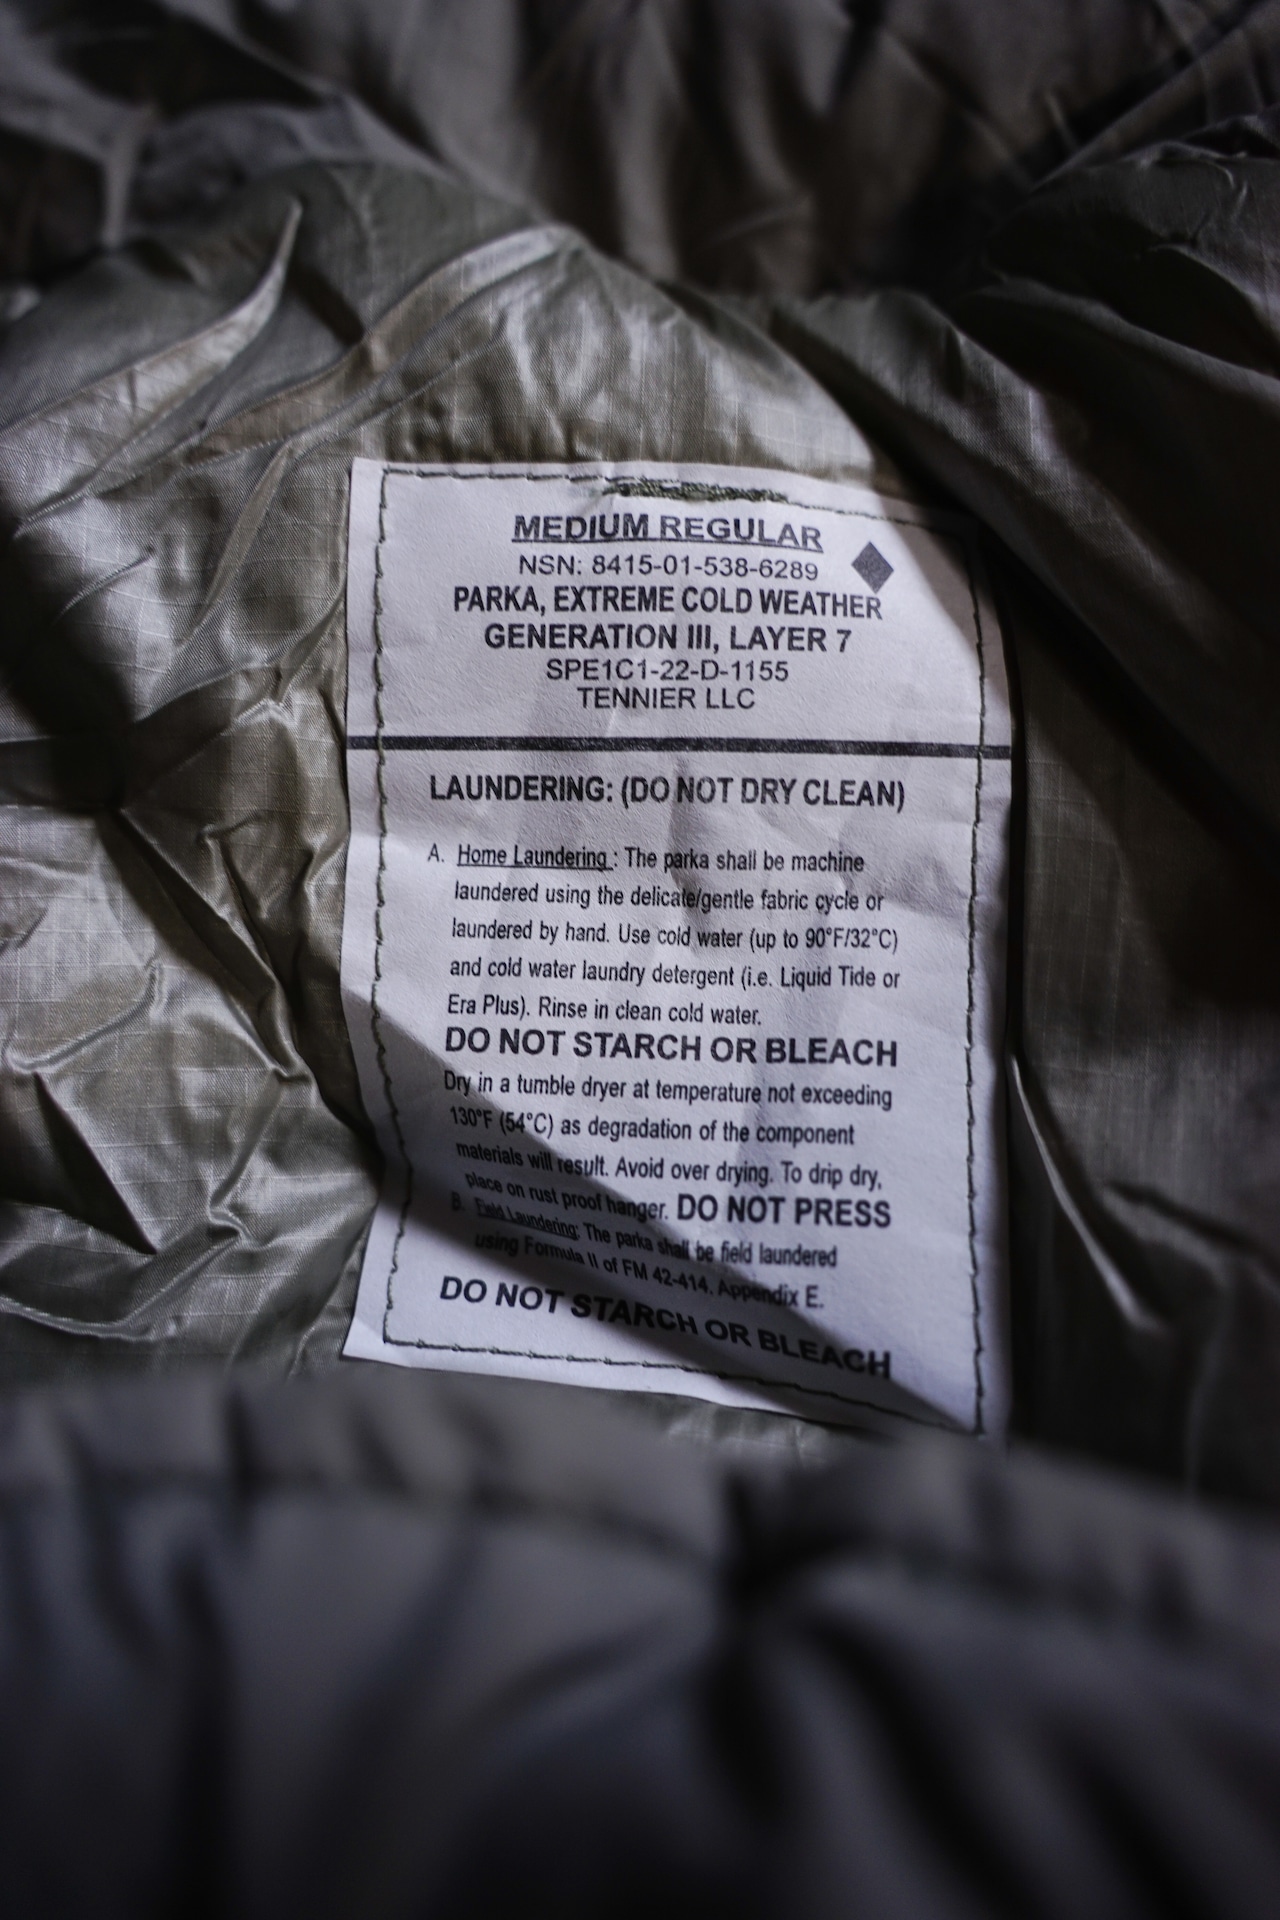 MEDIUM REGULAR
NSN: 8415-01-538-6289
PARKA, EXTREME COLD WEATHER
GENERATION III, LAYER 7
SPE1C1-22-D-1155
TENNIER LLC
LAUNDERING: (DO NOT DRY CLEAN)
A. Home Laundering : The parka shall be machine
laundered using the delicate/gentle fabric cycle or
laundered by hand. Use cold water (up to 90°F/32°C)
and cold water laundry detergent (i.e. Liquid Tide or
Era Plus). Rinse in clean cold water.
DO NOT STARCH OR BLEACH
Dry in a tumble dryer at temperature not exceeding
130°F (54°C) as degradation of the component
materials will result. Avoid over drying. To drip dry,
place on rust proof hanger. DO NOT PRESS
B. Field Laundering: The parka shall be field laundered
using Formula II of FM 42-414, Appendix E.
DO NOT STARCH OR BLEACH